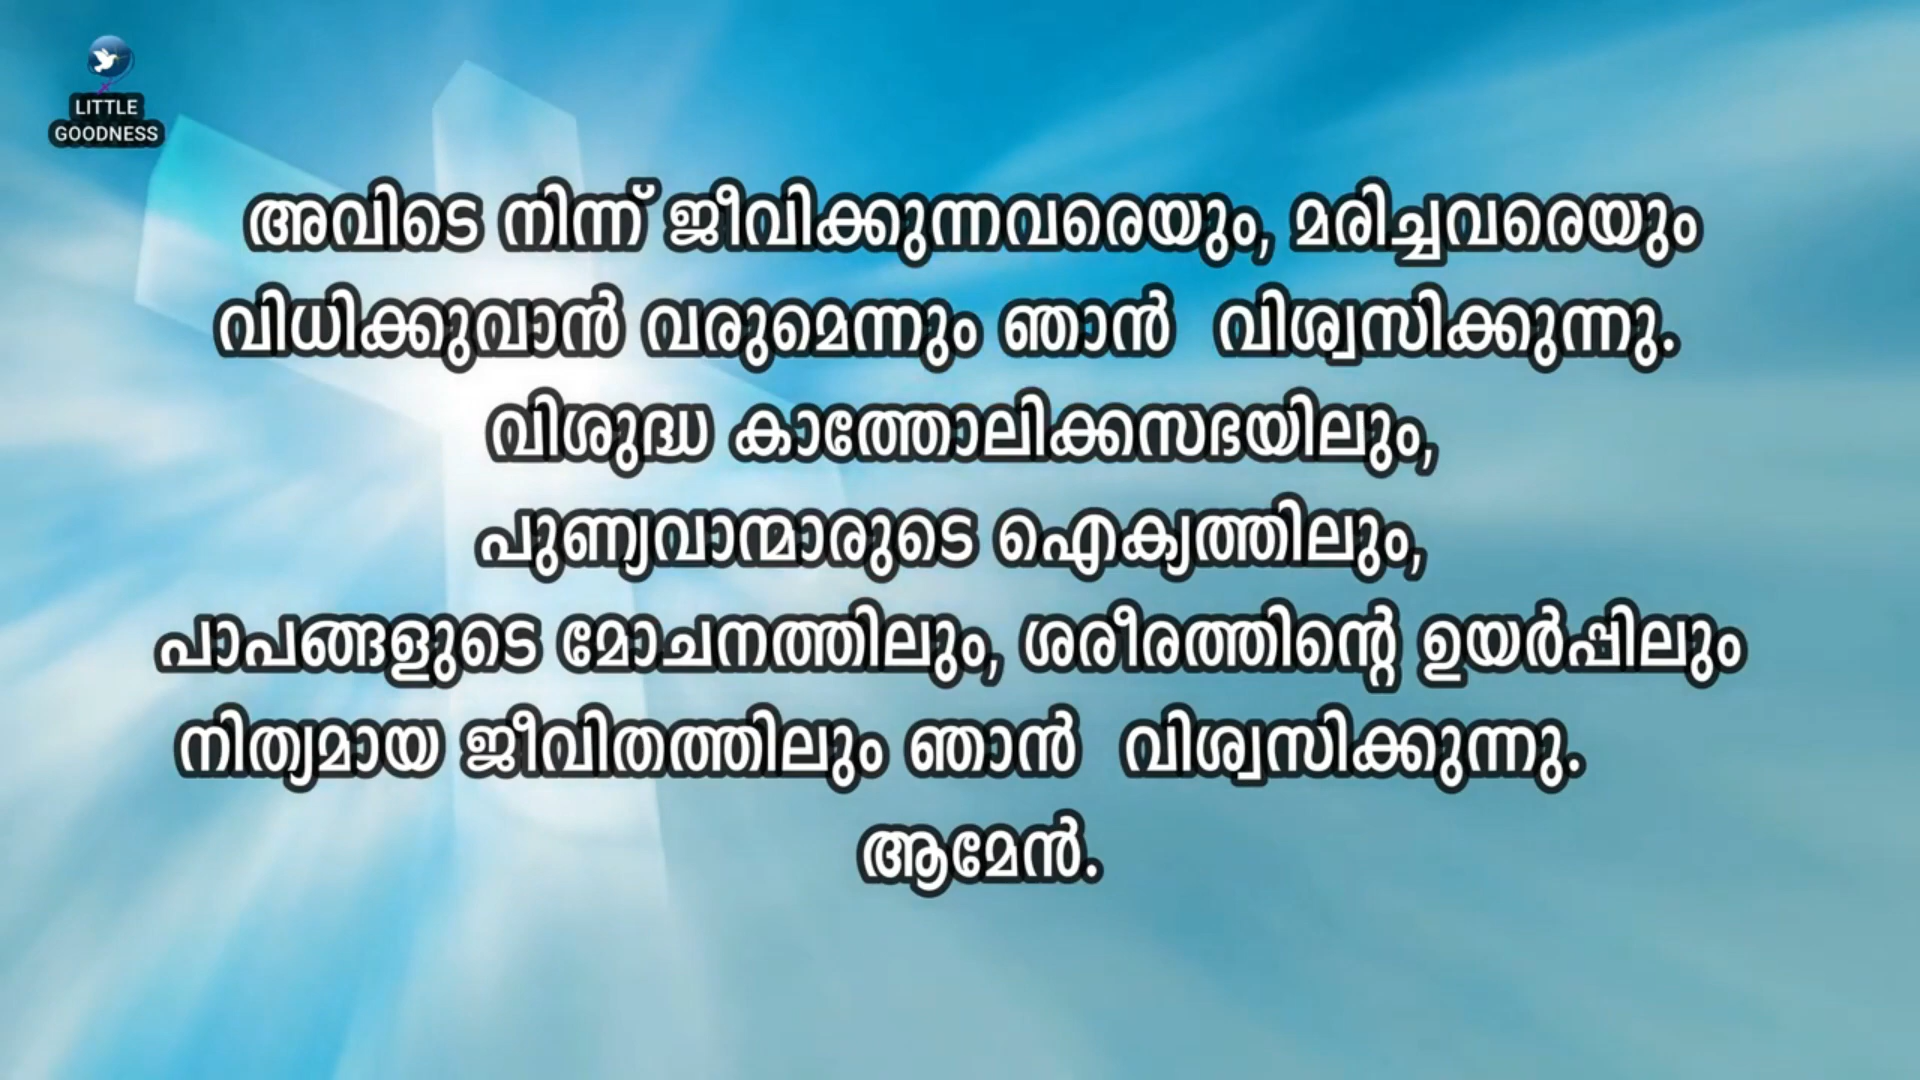 LITTLE
GOODNESS
അവിടെ നിന്ന് ജീവിക്കുന്നവരെയും, മരിച്ചവരെയും
വിധിക്കുവാൻ വരുമെന്നും ഞാൻ വിശ്വസിക്കുന്നു.
വിശുദ്ധ കാത്തോലിക്കസഭയിലും,
പുണ്യവാന്മാരുടെ ഐക്യത്തിലും,
പാപങ്ങളുടെ മോചനത്തിലും, ശരീരത്തിന്റെ ഉയർപ്പിലും
നിത്യമായ ജീവിതത്തിലും ഞാൻ വിശ്വസിക്കുന്നു.
ആമേൻ.